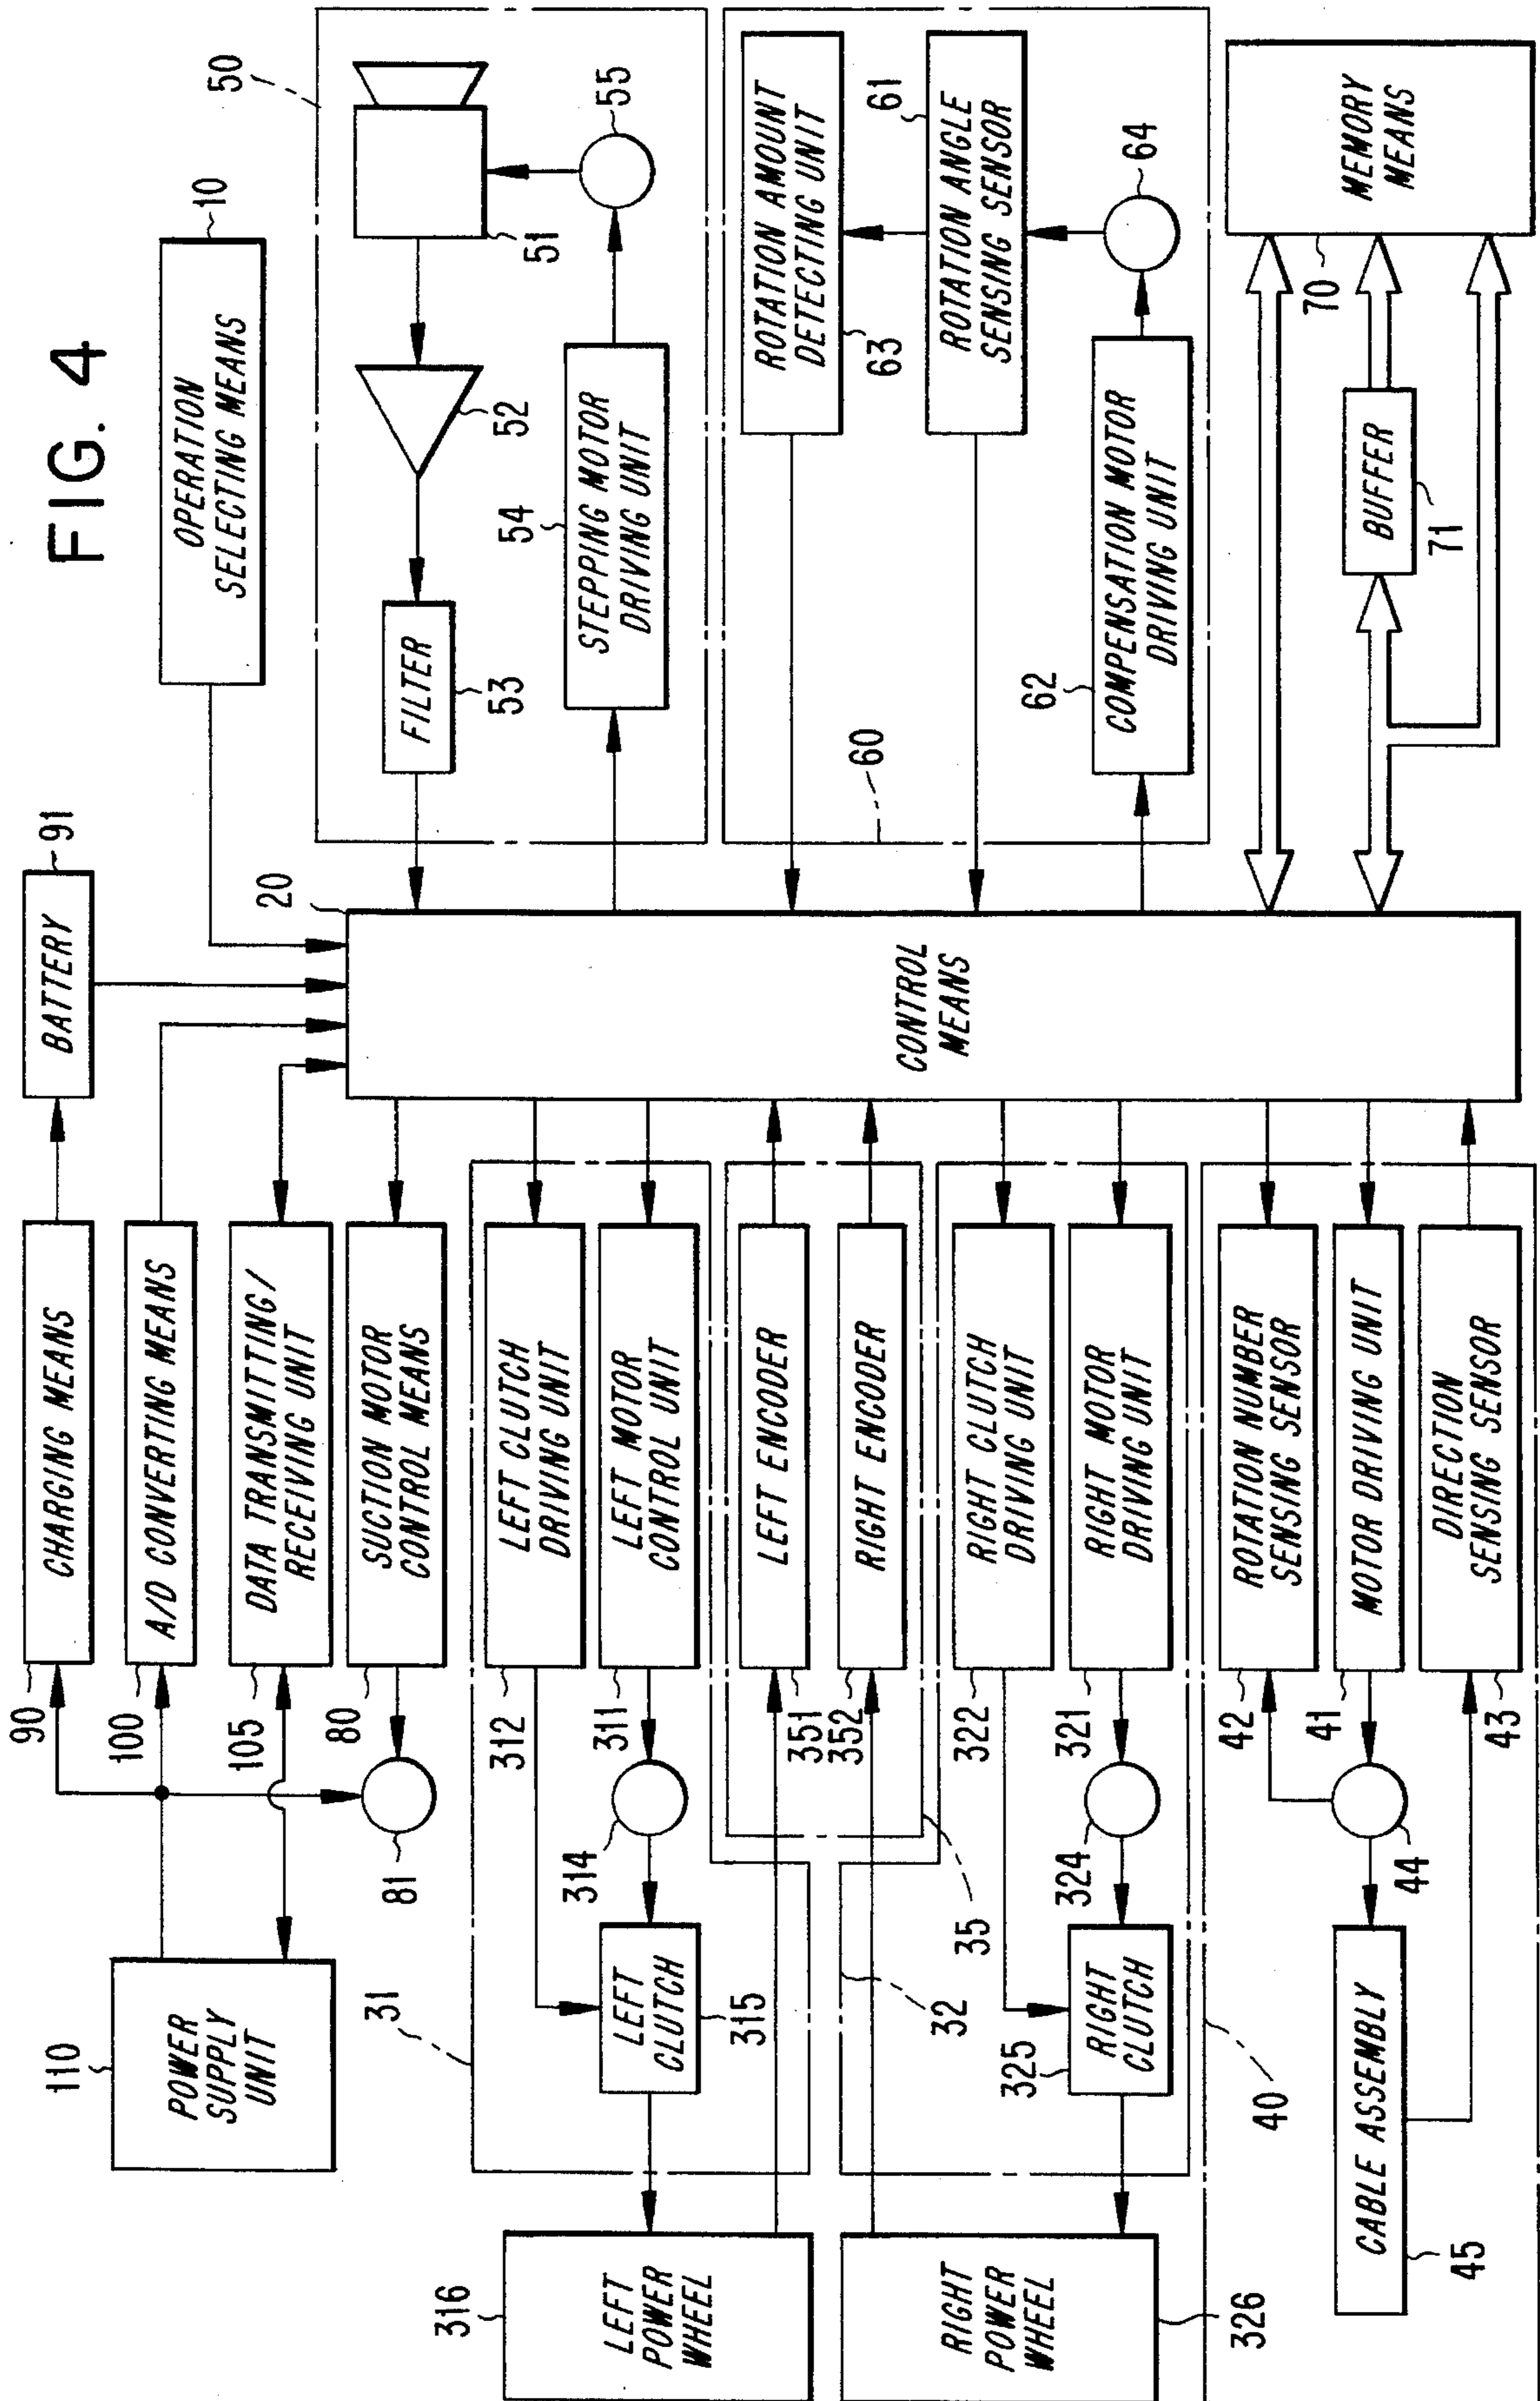 FIG. 4
110
POWER
SUPPLY
UNIT
90
CHARGING MEANS
BATTERY
91
100
A/D CONVERTING MEANS
105
DATA TRANSMITTING/
RECEIVING UNIT
80
SUCTION MOTOR
CONTROL MEANS
81
10
OPERATION
SELECTING MEANS
20
CONTROL
MEANS
31
312
LEFT CLUTCH
DRIVING UNIT
311
LEFT MOTOR
CONTROL UNIT
314
LEFT
CLUTCH
315
316
LEFT
POWER
WHEEL
351
LEFT ENCODER
352
RIGHT ENCODER
35
32
322
RIGHT CLUTCH
DRIVING UNIT
321
RIGHT MOTOR
DRIVING UNIT
324
325
RIGHT
CLUTCH
RIGHT
POWER
WHEEL
326
40
42
ROTATION NUMBER
SENSING SENSOR
41
MOTOR DRIVING UNIT
43
DIRECTION
SENSING SENSOR
44
CABLE ASSEMBLY
45
50
51
52
FILTER
53
54
STEPPING MOTOR
DRIVING UNIT
55
60
ROTATION AMOUNT
DETECTING UNIT
63
61
ROTATION ANGLE
SENSING SENSOR
62
COMPENSATION MOTOR
DRIVING UNIT
64
70
MEMORY
MEANS
BUFFER
71